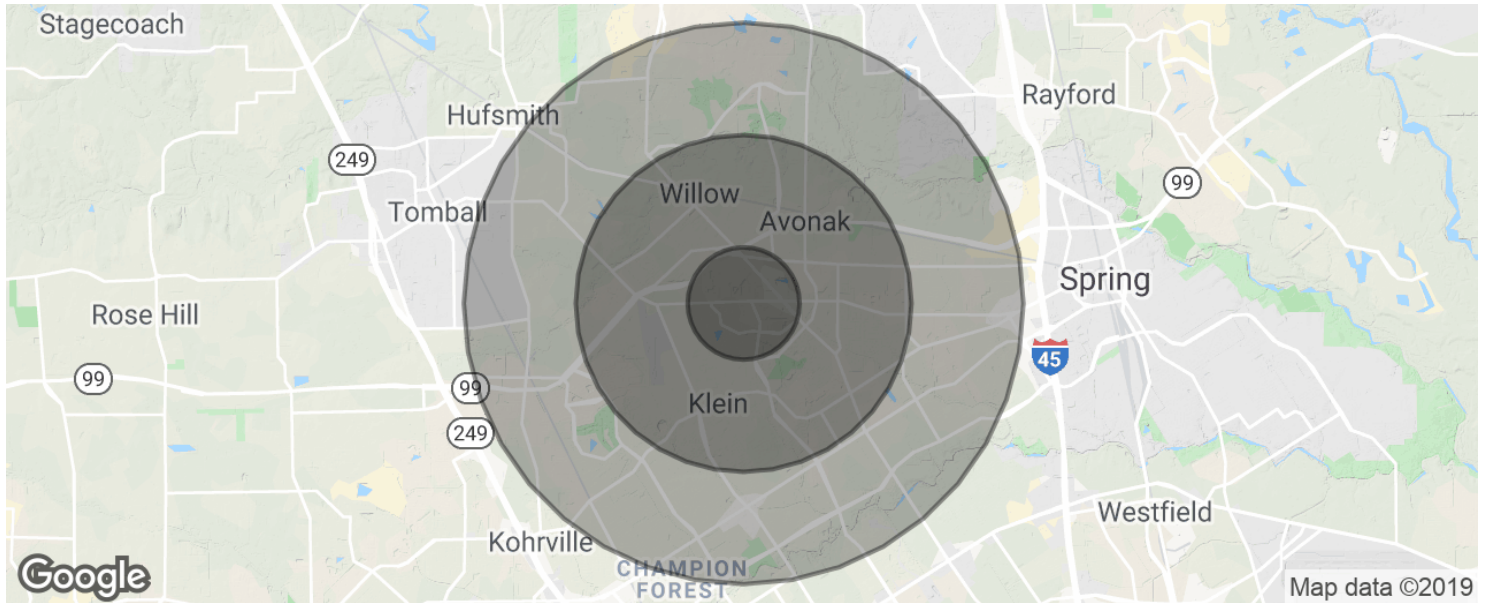 Stagecoach
Rayford
Hufsmith
249
99
Willow
Tomball
Avonak
Spring
Rose Hill
45
99
99
Klein
249
Westfield
Kohrville
CHAMPION
FOREST
Google
Map data ©2019